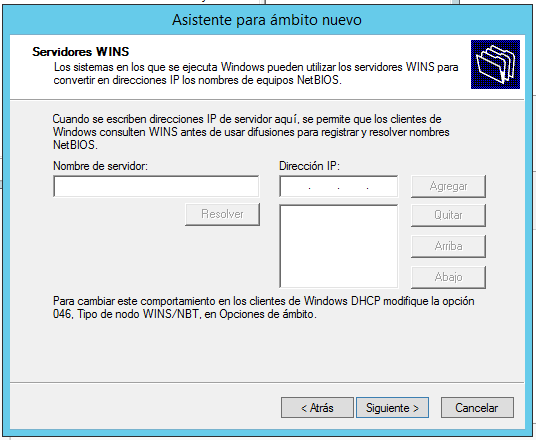 Asistente para ámbito nuevo
Servidores WINS
Los sistemas en los que se ejecuta Windows pueden utilizar los servidores WINS para
convertir en direcciones IP los nombres de equipos NetBIOS.
Cuando se escriben direcciones IP de servidor aquí, se permite que los clientes de
Windows consulten WINS antes de usar difusiones para registrar y resolver nombres
NetBIOS.
Nombre de servidor:
Dirección IP:
Agregar
Resolver
Quitar
Arriba
Abajo
Para cambiar este comportamiento en los clientes de Windows DHCP modifique la opción
046, Tipo de nodo WINS/NBT, en Opciones de ámbito.
< Atrás
Siguiente >
Cancelar